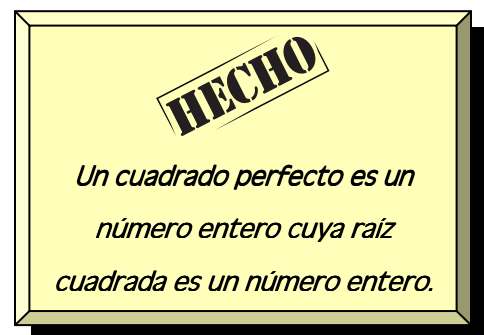 HECHO
Un cuadrado perfecto es un
número entero cuya raíz
cuadrada es un número entero.